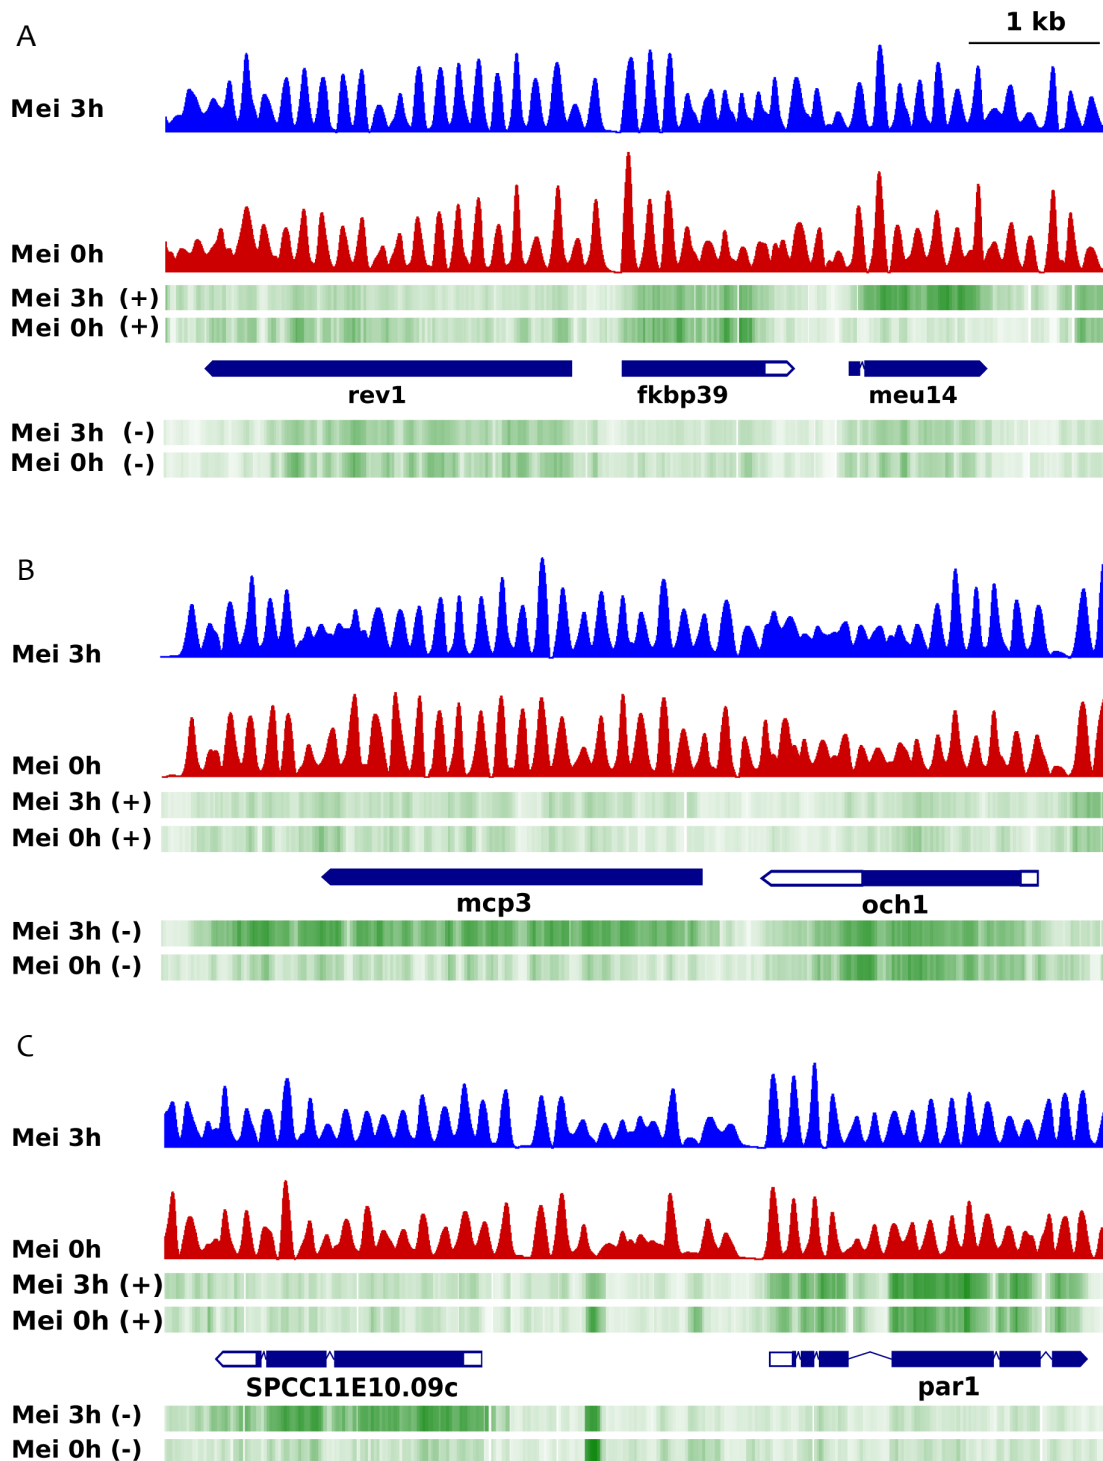 A
1 kb
Mei 3h
Mei 0h
Mei 3h (+)
Mei 0h (+)
rev1 fkbp39 meu14
Mei 3h (-)
Mei 0h (-)
B
Mei 3h
Mei 0h
Mei 3h (+)
Mei 0h (+)
mcp3 och1
Mei 3h (-)
Mei 0h (-)
C
Mei 3h
Mei 0h
Mei 3h (+)
Mei 0h (+)
SPCC11E10.09c par1
Mei 3h (-)
Mei 0h (-)